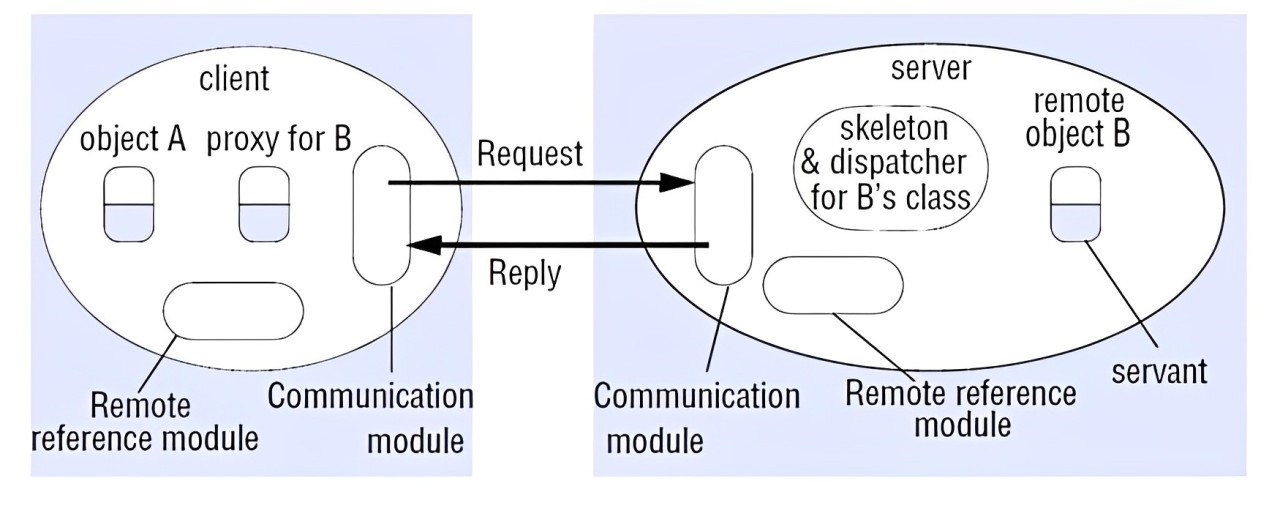 client
object A
proxy for B
Remote
reference module
Communication
module
Request
Reply
server
skeleton
& dispatcher
for B's class
remote
object B
Communication
module
Remote reference
module
servant